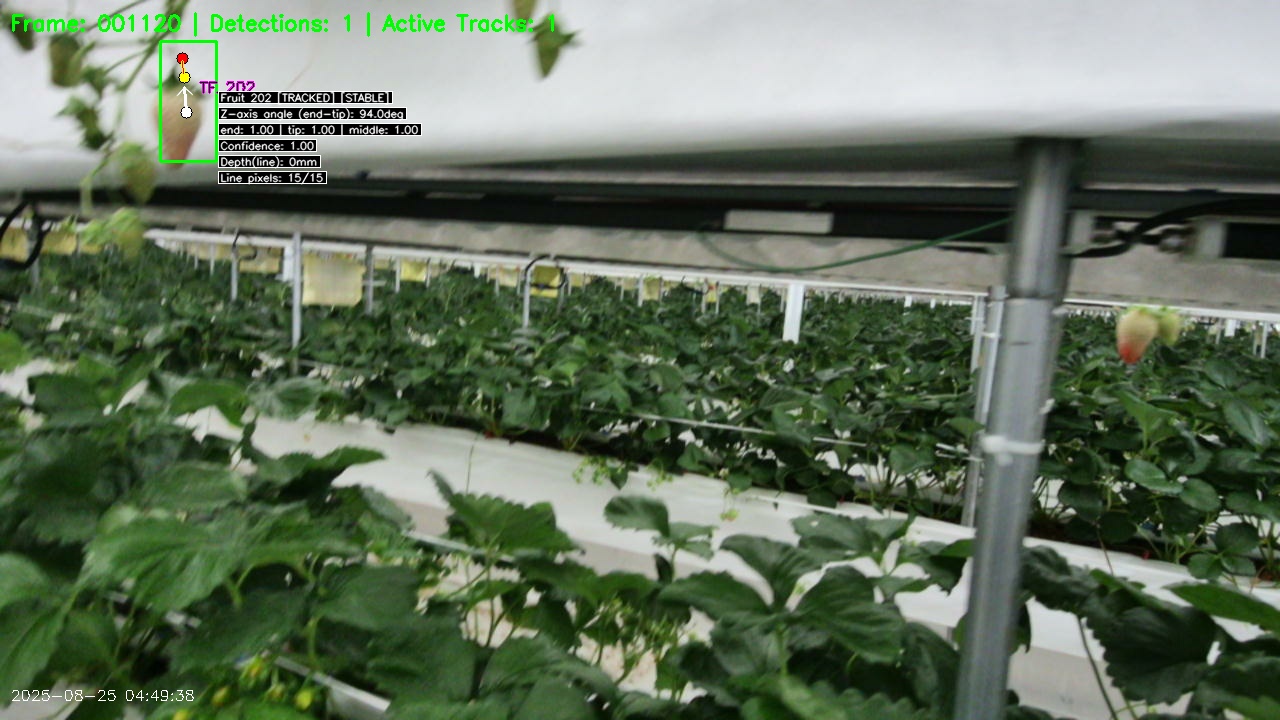 Frame: 001120 | Detections: 1 | Active Tracks: 1
TF_202
Fruit 202 [TRACKED] [STABLE]
Z-axis angle (end-tip): 94.0deg
end: 1.00 | tip: 1.00 | middle: 1.00
Confidence: 1.00
Depth(line): 0mm
Line pixels: 15/15
2025-08-25 04:49:38